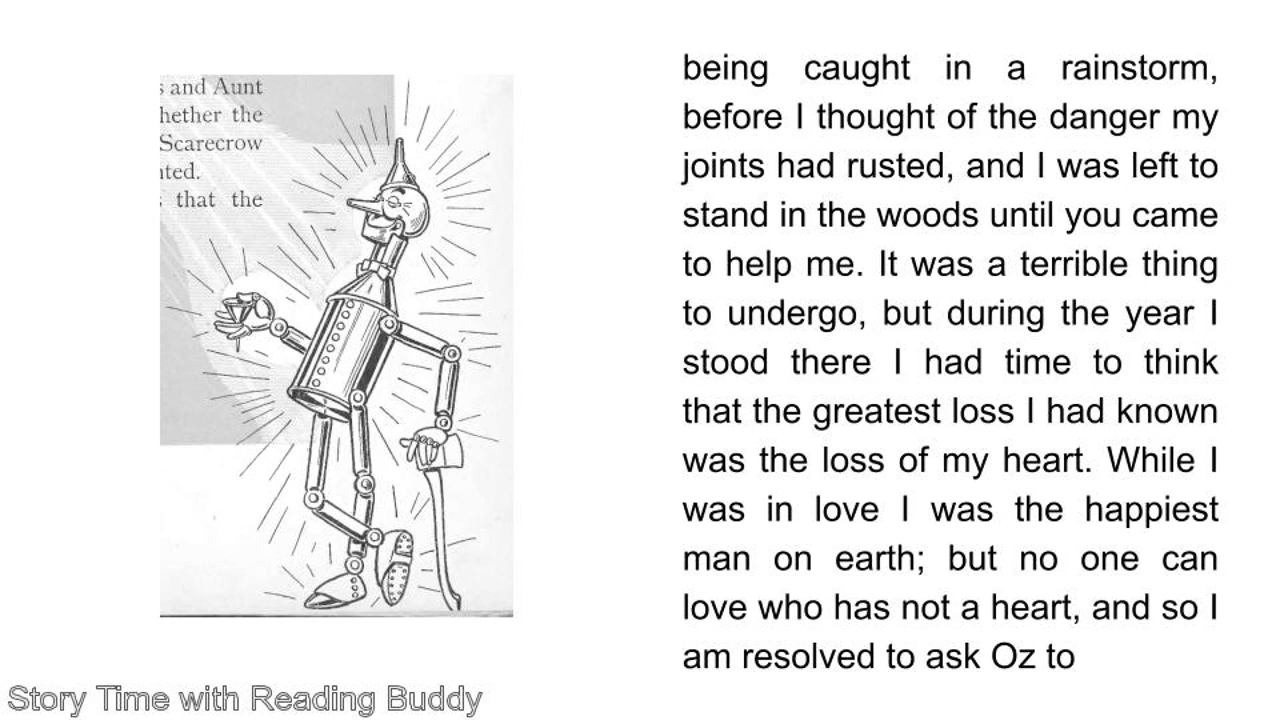 s and Aunt
hether the
Scarecrow
nted.
s that the
being caught in a rainstorm,
before I thought of the danger my
joints had rusted, and I was left to
stand in the woods until you came
to help me. It was a terrible thing
to undergo, but during the year I
stood there I had time to think
that the greatest loss I had known
was the loss of my heart. While I
was in love I was the happiest
man on earth; but no one can
love who has not a heart, and so I
am resolved to ask Oz to
Story Time with Reading Buddy